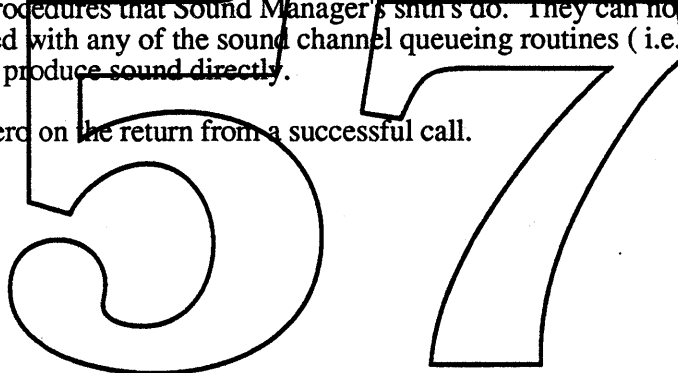 rocedures that Sound Manager's snth's do. They can no
ed with any of the sound channel queueing routines ( i.e.
produce sound directly.
ero on the return from a successful call.
57